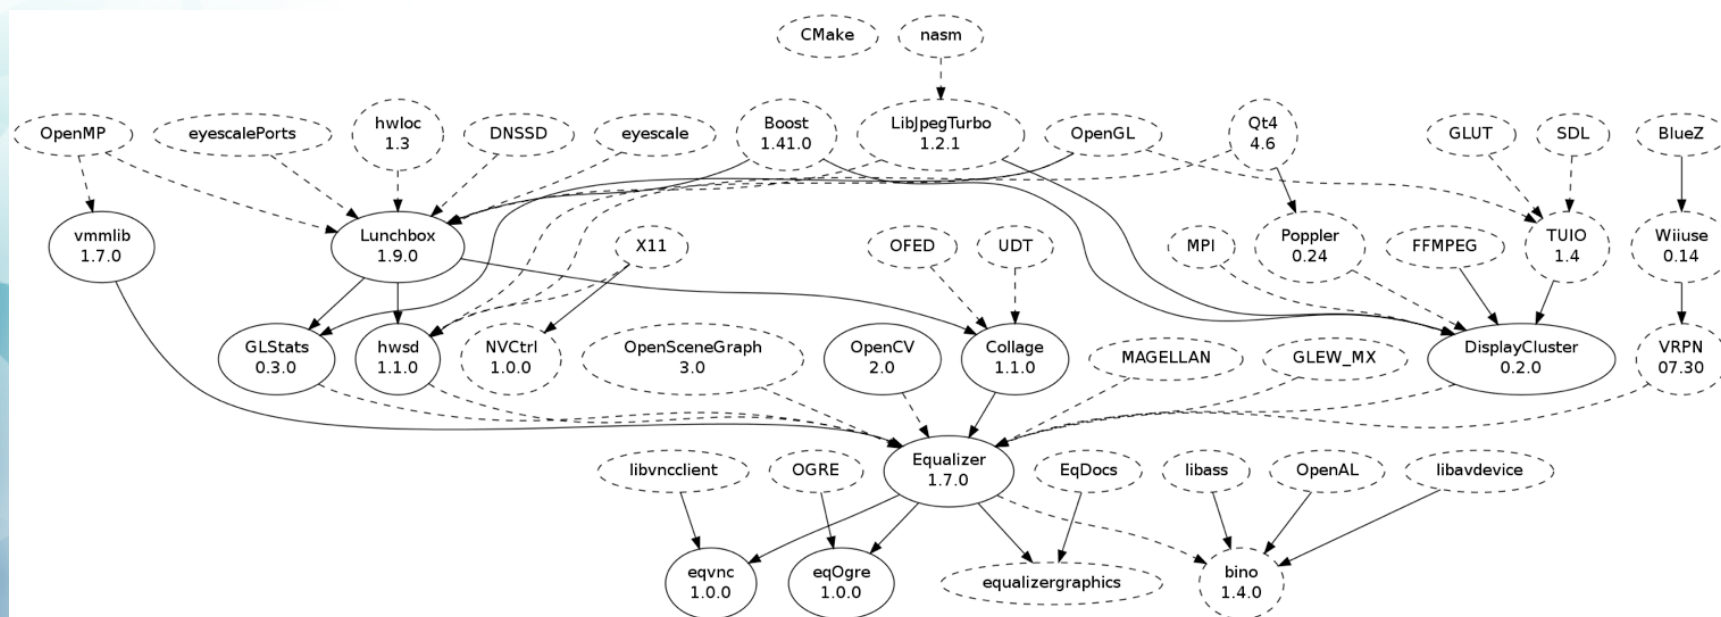 CMake
nasm
OpenMP
eyescalePorts
hwloc
1.3
DNSSD
eyescale
Boost
1.41.0
LibJpegTurbo
1.2.1
OpenGL
Qt4
4.6
GLUT
SDL
BlueZ
vmmlib
1.7.0
Lunchbox
1.9.0
X11
OFED
UDT
MPI
Poppler
0.24
FFMPEG
TUIO
1.4
Wiiuse
0.14
GLStats
0.3.0
hwsd
1.1.0
NVCtrl
1.0.0
OpenSceneGraph
3.0
OpenCV
2.0
Collage
1.1.0
MAGELLAN
GLEW_MX
DisplayCluster
0.2.0
VRPN
07.30
libvncclient
OGRE
Equalizer
1.7.0
EqDocs
libass
OpenAL
libavdevice
eqvnc
1.0.0
eqOgre
1.0.0
equalizergraphics
bino
1.4.0